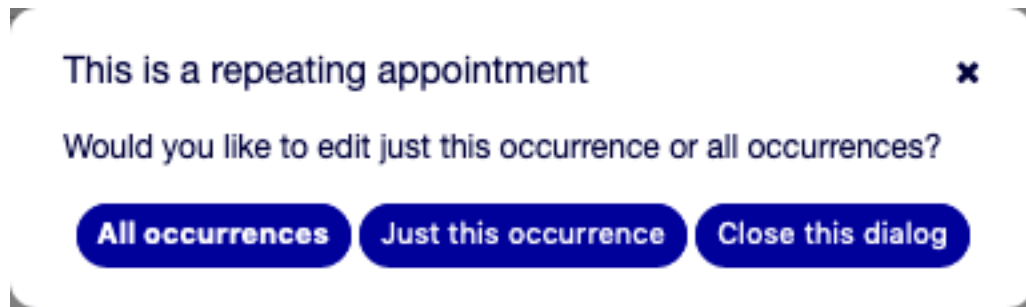 This is a repeating appointment
Would you like to edit just this occurrence or all occurrences?
All occurrences Just this occurrence Close this dialog